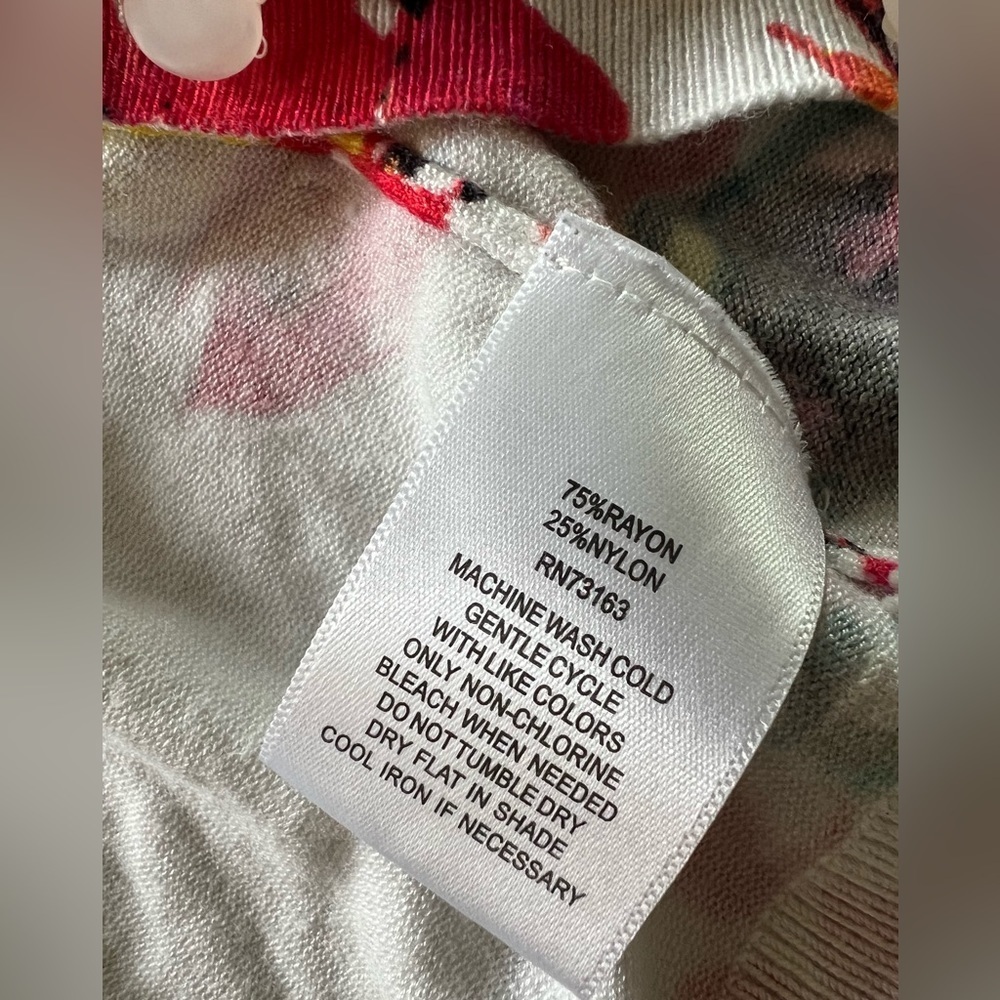 75%RAYON
25%NYLON
RN73163
MACHINE WASH COLD
GENTLE CYCLE
WITH LIKE COLORS
ONLY NON-CHLORINE
BLEACH WHEN NEEDED
DO NOT TUMBLE DRY
DRY FLAT IN SHADE
COOL IRON IF NECESSARY